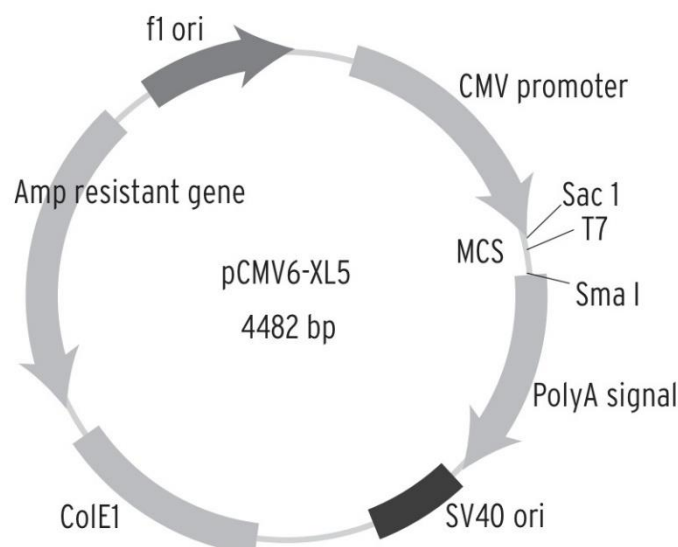 f1 ori
CMV promoter
Sac 1
T7
Amp resistant gene
MCS
pCMV6-XL5
Sma I
4482 bp
PolyA signal
ColE1
SV40 ori